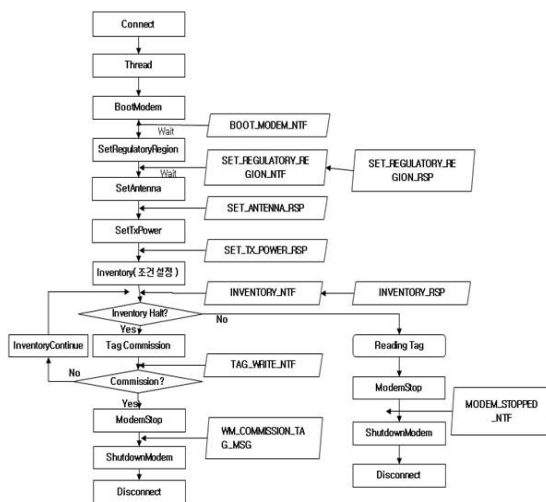 Connect
Thread
BootModem
Wait
BOOT_MODEM_NTF
SetRegulatoryRegion
Wait
SET_REGULATORY_RE
GION_NTF
SET_REGULATORY_RE
GION_RSP
SetAntenna
SET_ANTENNA_RSP
SetTxPower
SET_TX_POWER_RSP
Inventory( 조건 설정 )
INVENTORY_NTF
INVENTORY_RSP
Inventory Halt?
No
Yes
InventoryContinue
Tag Commission
Reading Tag
TAG_WRITE_NTF
No
Commission?
ModemStop
Yes
ModemStop
WM_COMMISSION_TA
G_MSG
MODEM_STOPPED
_NTF
ShutdownModem
ShutdownModem
Disconnect
Disconnect